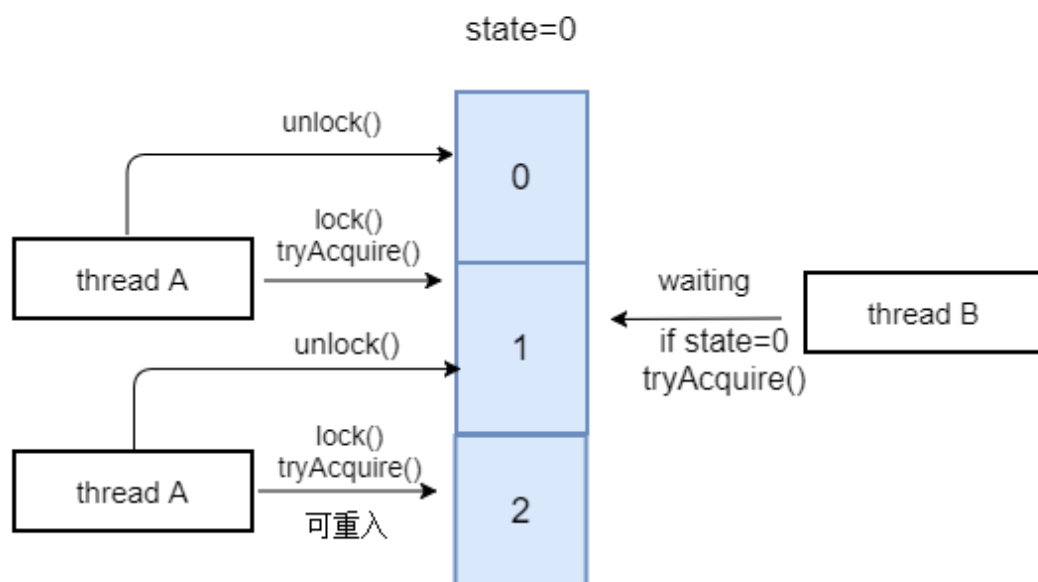 state=0
unlock()
0
lock()
tryAcquire()
thread A
waiting
thread B
if state=0
tryAcquire()
unlock()
1
lock()
tryAcquire()
thread A
可重入
2